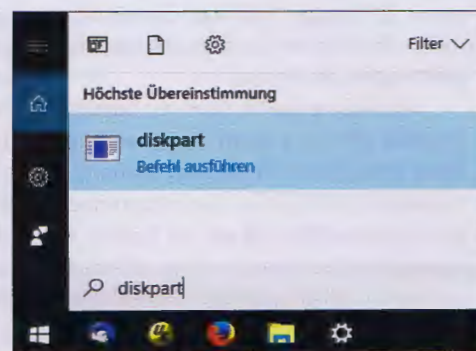 Filter
Höchste Übereinstimmung
diskpart
Befehl ausführen
diskpart